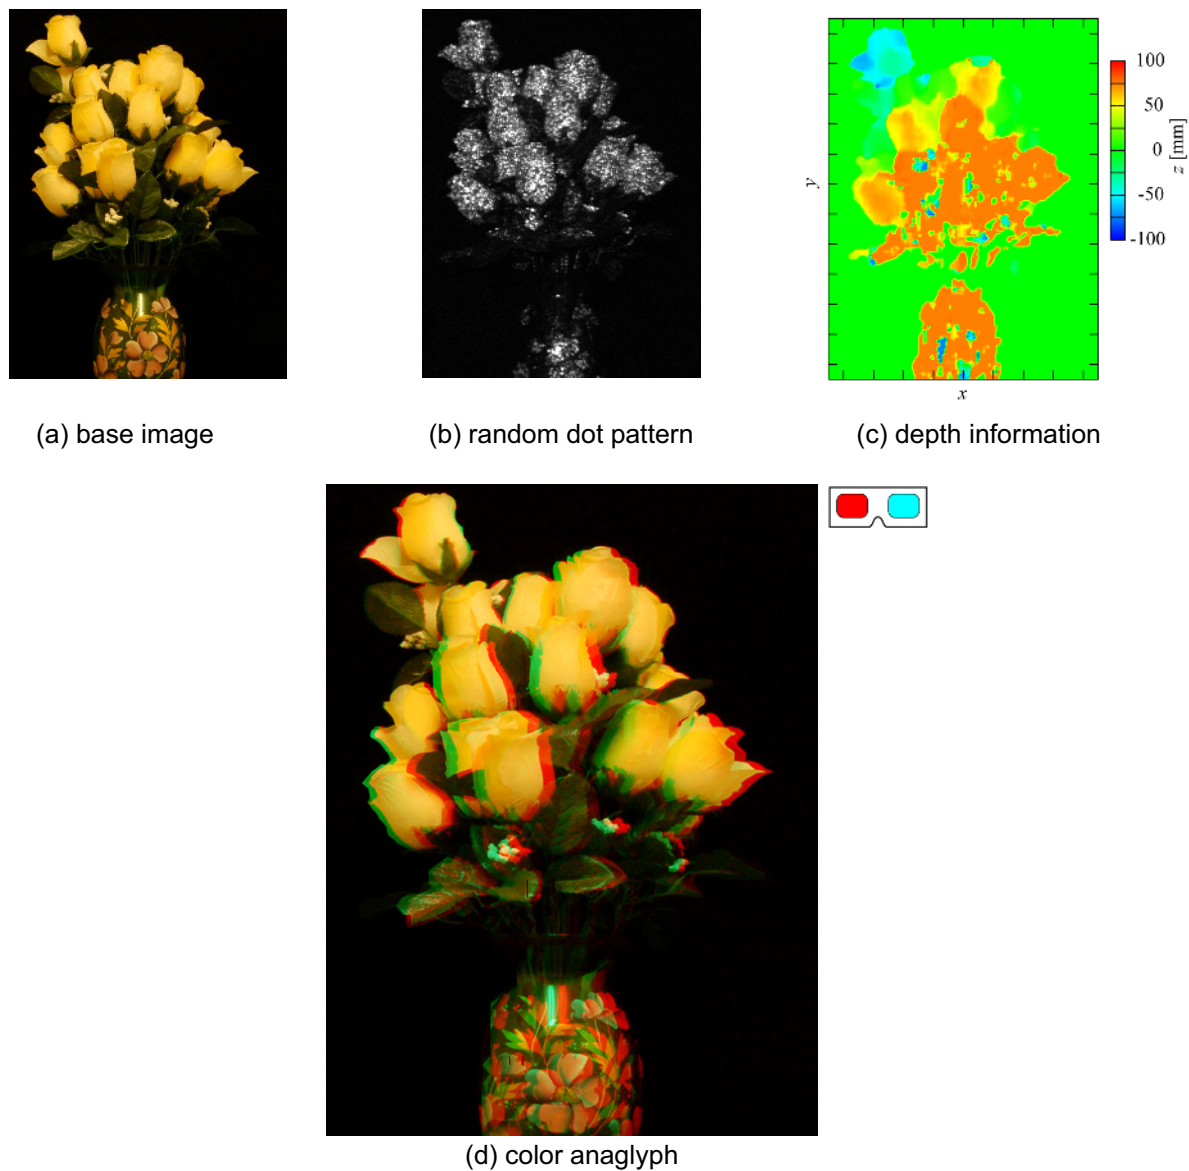 100
50
0
-50
-100
z [mm]
y
x
(a) base image
(b) random dot pattern
(c) depth information
(d) color anaglyph